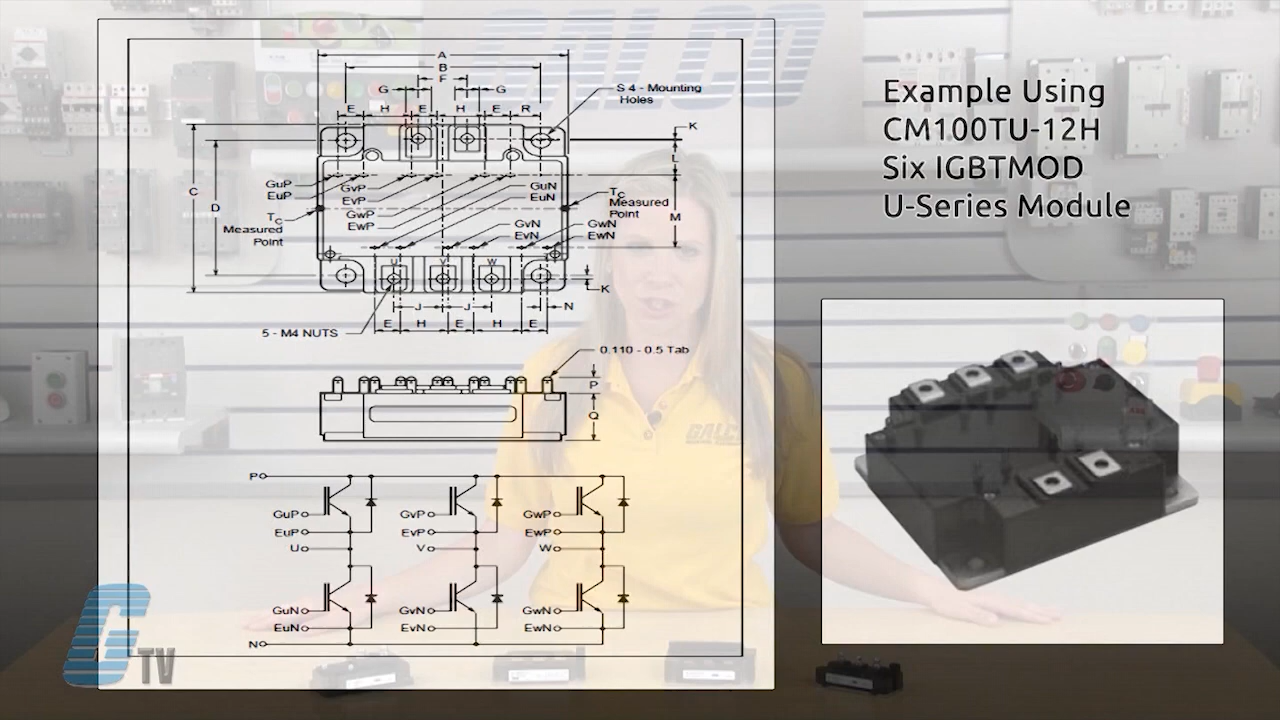 GALCO
Example Using
CM100TU-12H
Six IGBTMOD
U-Series Module
A
B
F
G
G
S 4 - Mounting
Holes
E
H
E
H
E
R
K
L
C
D
GuP
EuP
GvP
EvP
GwP
EwP
GuN
EuN
TC
Measured
Point
TC
Measured
Point
M
GvN
EvN
GwN
EwN
U
V
W
K
J
J
N
E
H
E
H
E
5 - M4 NUTS
0.110 - 0.5 Tab
P
Q
P
GuP
EuP
U
GvP
EvP
V
GwP
EwP
W
GuN
EuN
GvN
EvN
GwN
EwN
N
GALCO
G TV